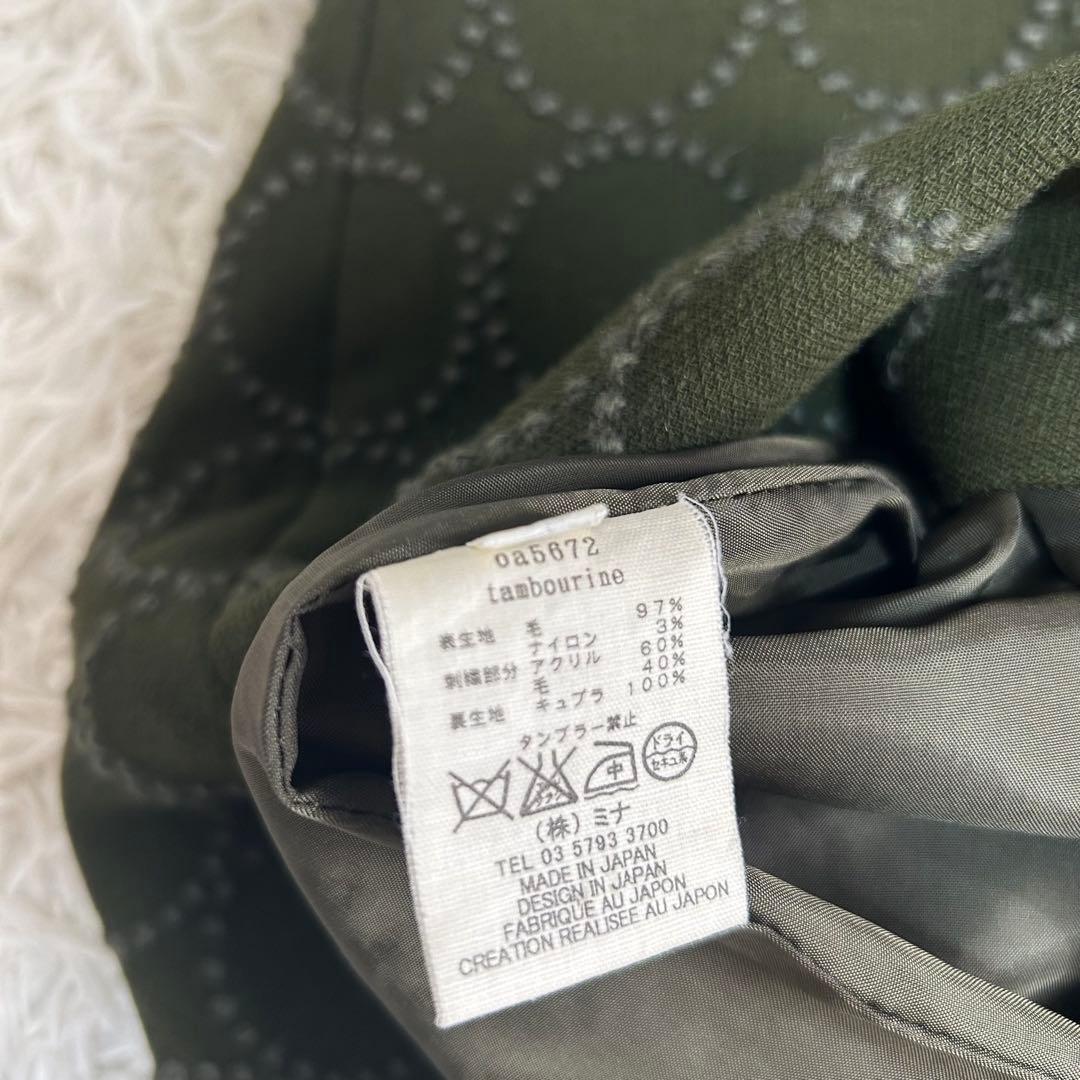 oa5672
tambourine
表生地 毛 97%
ナイロン 3%
刺繍部分 アクリル 60%
毛 40%
裏生地 キュプラ 100%
タンブラー禁止
中 ドライ
セキユ系
(株)ミナ
TEL 03 5793 3700
MADE IN JAPAN
DESIGN IN JAPAN
FABRIQUE AU JAPON
CREATION REALISEE AU JAPON